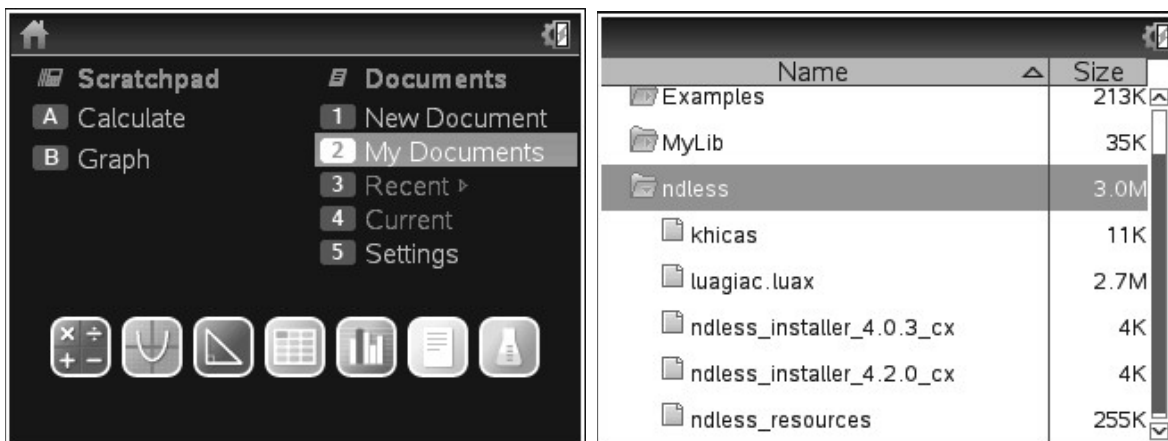 Scratchpad
A Calculate
B Graph
Documents
1 New Document
2 My Documents
3 Recent
4 Current
5 Settings
Name Size
Examples 213K
MyLib 35K
ndless 3.0M
khicas 11K
luagiac.luax 2.7M
ndless_installer_4.0.3_cx 4K
ndless_installer_4.2.0_cx 4K
ndless_resources 255K